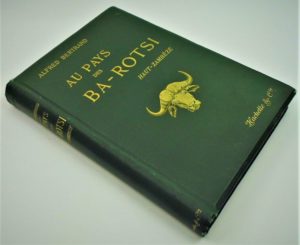 ALFRED BERTRAND
AU PAYS
DES
BA-ROTSI
HAUT-ZAMBÈZE
Hachette & Cie